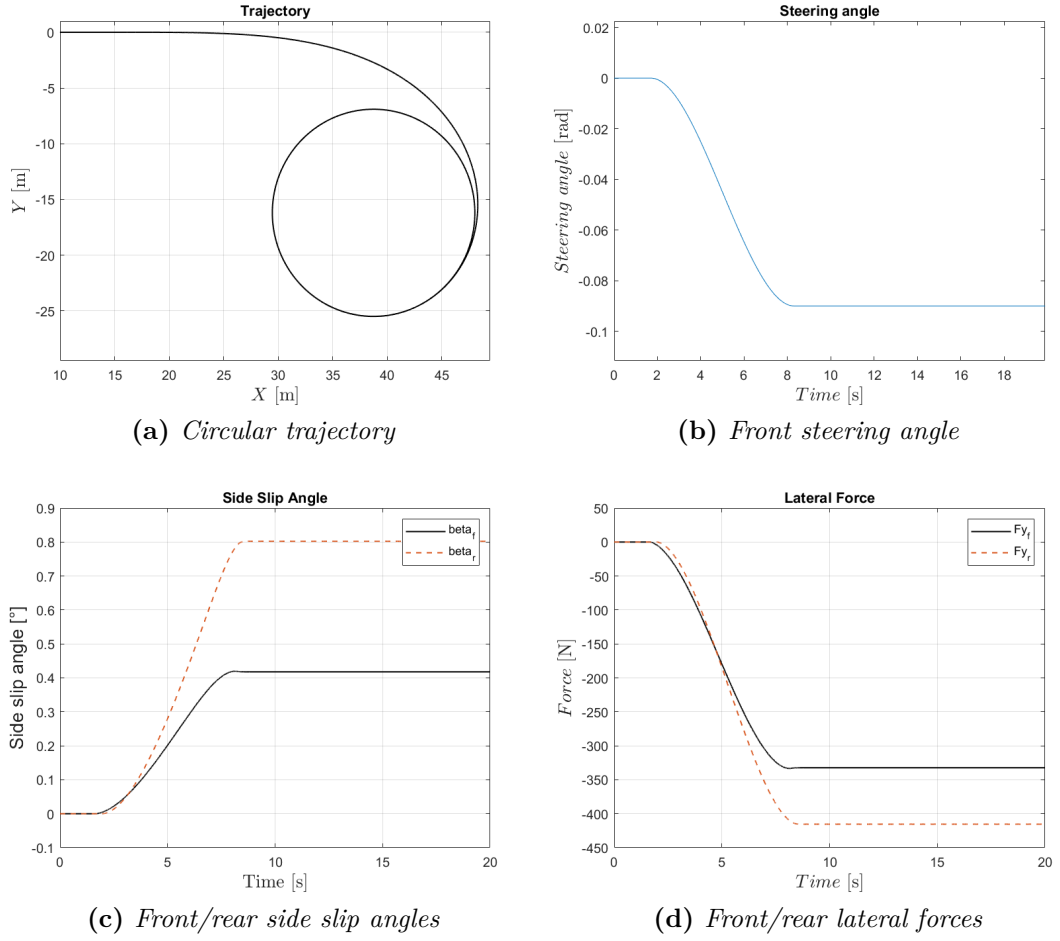 Trajectory
0
-5
-10
-15
-20
-25
Y [m]
10 15 20 25 30 35 40 45
X [m]
(a) Circular trajectory
Steering angle
0.02
0
-0.02
-0.04
-0.06
-0.08
-0.1
Steering angle [rad]
0 2 4 6 8 10 12 14 16 18
Time [s]
(b) Front steering angle
Side Slip Angle
0.9
0.8
0.7
0.6
0.5
0.4
0.3
0.2
0.1
0
-0.1
Side slip angle [°]
beta_f
beta_r
0 5 10 15 20
Time [s]
(c) Front/rear side slip angles
Lateral Force
50
0
-50
-100
-150
-200
-250
-300
-350
-400
-450
Force [N]
Fy_f
Fy_r
0 5 10 15 20
Time [s]
(d) Front/rear lateral forces